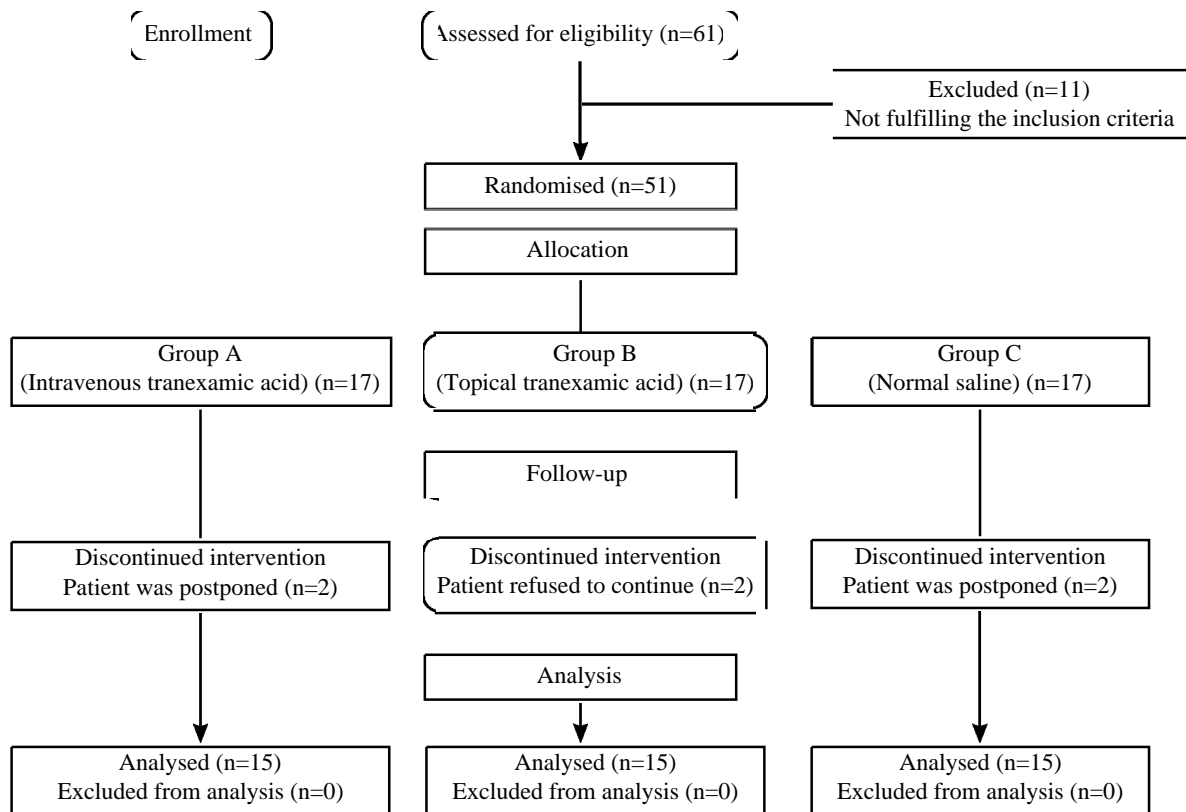 Enrollment
Assessed for eligibility (n=61)
Excluded (n=11)
Not fulfilling the inclusion criteria
Randomised (n=51)
Allocation
Group A
(Intravenous tranexamic acid) (n=17)
Group B
(Topical tranexamic acid) (n=17)
Group C
(Normal saline) (n=17)
Follow-up
Discontinued intervention
Patient was postponed (n=2)
Discontinued intervention
Patient refused to continue (n=2)
Discontinued intervention
Patient was postponed (n=2)
Analysis
Analysed (n=15)
Excluded from analysis (n=0)
Analysed (n=15)
Excluded from analysis (n=0)
Analysed (n=15)
Excluded from analysis (n=0)